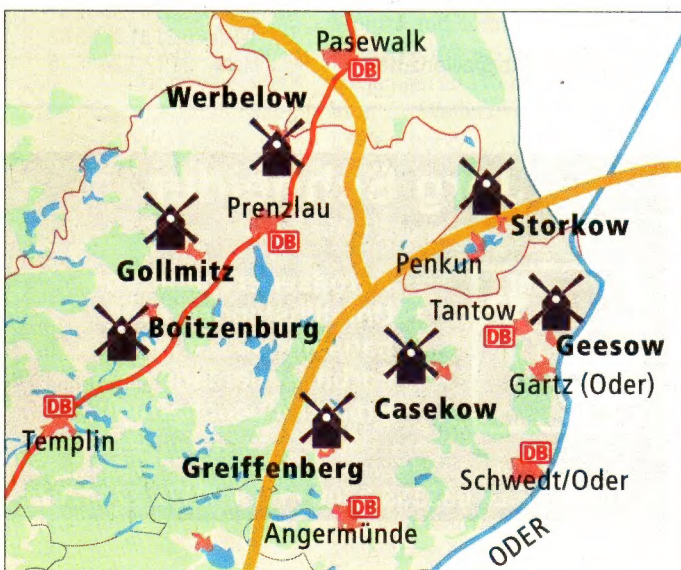 Pasewalk
DB
Werbelow
Prenzlau
DB
Storkow
Gollmitz
Penkun
Boitzenburg
Tantow
DB
Geesow
Gartz (Oder)
DB
Casekow
Templin
Greiffenberg
DB
Schwedt/Oder
DB
Angermünde
ODER